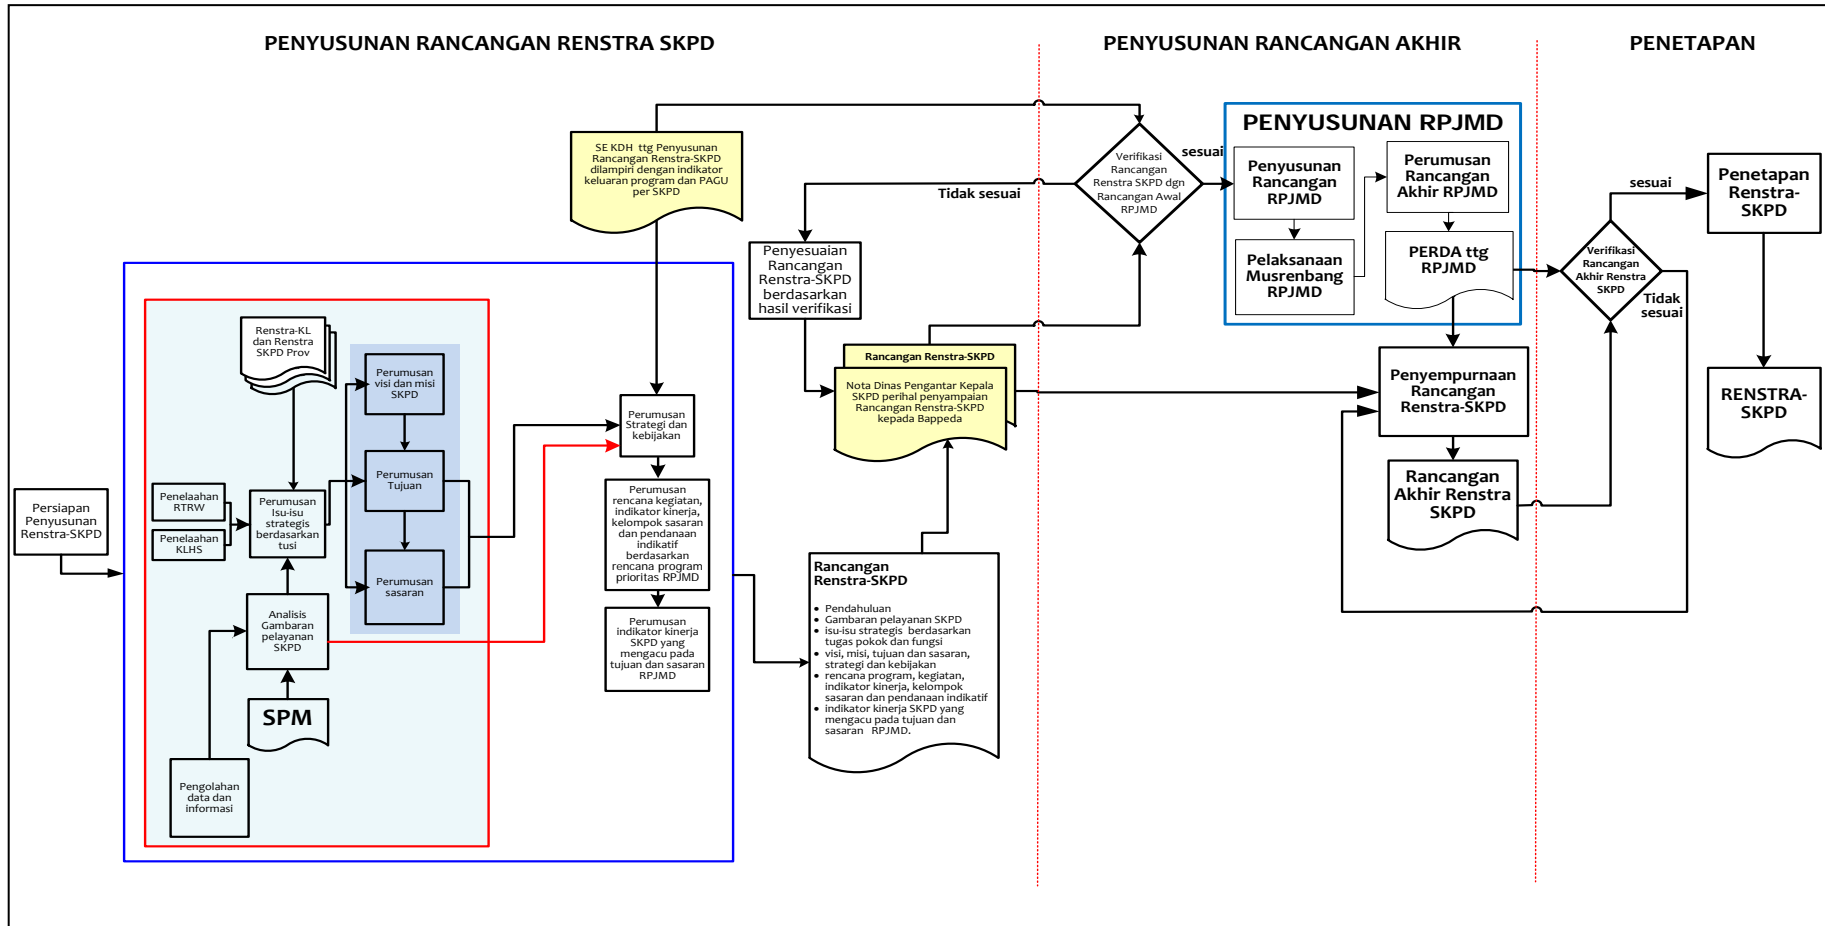 PENYUSUNAN RANCANGAN RENSTRA SKPD
PENYUSUNAN RANCANGAN AKHIR
PENETAPAN
SE KDH ttg Penyusunan
Rancangan Renstra-SKPD
dilampiri dengan indikator
keluaran program dan PAGU
per SKPD
Verifikasi
Rancangan
Renstra SKPD dgn
Rancangan Awal
RPJMD
sesuai
Tidak sesuai
PENYUSUNAN RPJMD
Penyusunan
Rancangan
RPJMD
Perumusan
Rancangan
Akhir RPJMD
Pelaksanaan
Musrenbang
RPJMD
PERDA ttg
RPJMD
sesuai
Penetapan
Renstra-
SKPD
Verifikasi
Rancangan
Akhir Renstra
SKPD
Tidak
sesuai
Penyesuaian
Rancangan
Renstra-SKPD
berdasarkan
hasil verifikasi
Renstra-KL
dan Renstra
SKPD Prov
Perumusan
visi dan misi
SKPD
Perumusan
Strategi dan
kebijakan
Rancangan Renstra-SKPD
Nota Dinas Pengantar Kepala
SKPD perihal penyampaian
Rancangan Renstra-SKPD
kepada Bappeda
Penyempurnaan
Rancangan
Renstra-SKPD
RENSTRA-
SKPD
Persiapan
Penyusunan
Renstra-SKPD
Penelaahan
RTRW
Penelaahan
KLHS
Perumusan
Isu-isu
strategis
berdasarkan
tusi
Perumusan
Tujuan
Perumusan
sasaran
Perumusan
rencana kegiatan,
indikator kinerja,
kelompok sasaran
dan pendanaan
indikatif
berdasarkan
rencana program
prioritas RPJMD
Rancangan
Akhir Renstra
SKPD
Analisis
Gambaran
pelayanan
SKPD
Perumusan
indikator kinerja
SKPD yang
mengacu pada
tujuan dan sasaran
RPJMD
Rancangan
Renstra-SKPD
• Pendahuluan
• Gambaran pelayanan SKPD
• isu-isu strategis berdasarkan
tugas pokok dan fungsi
• visi, misi, tujuan dan sasaran,
strategi dan kebijakan
• rencana program, kegiatan,
indikator kinerja, kelompok
sasaran dan pendanaan indikatif
• indikator kinerja SKPD yang
mengacu pada tujuan dan
sasaran RPJMD.
SPM
Pengolahan
data dan
informasi